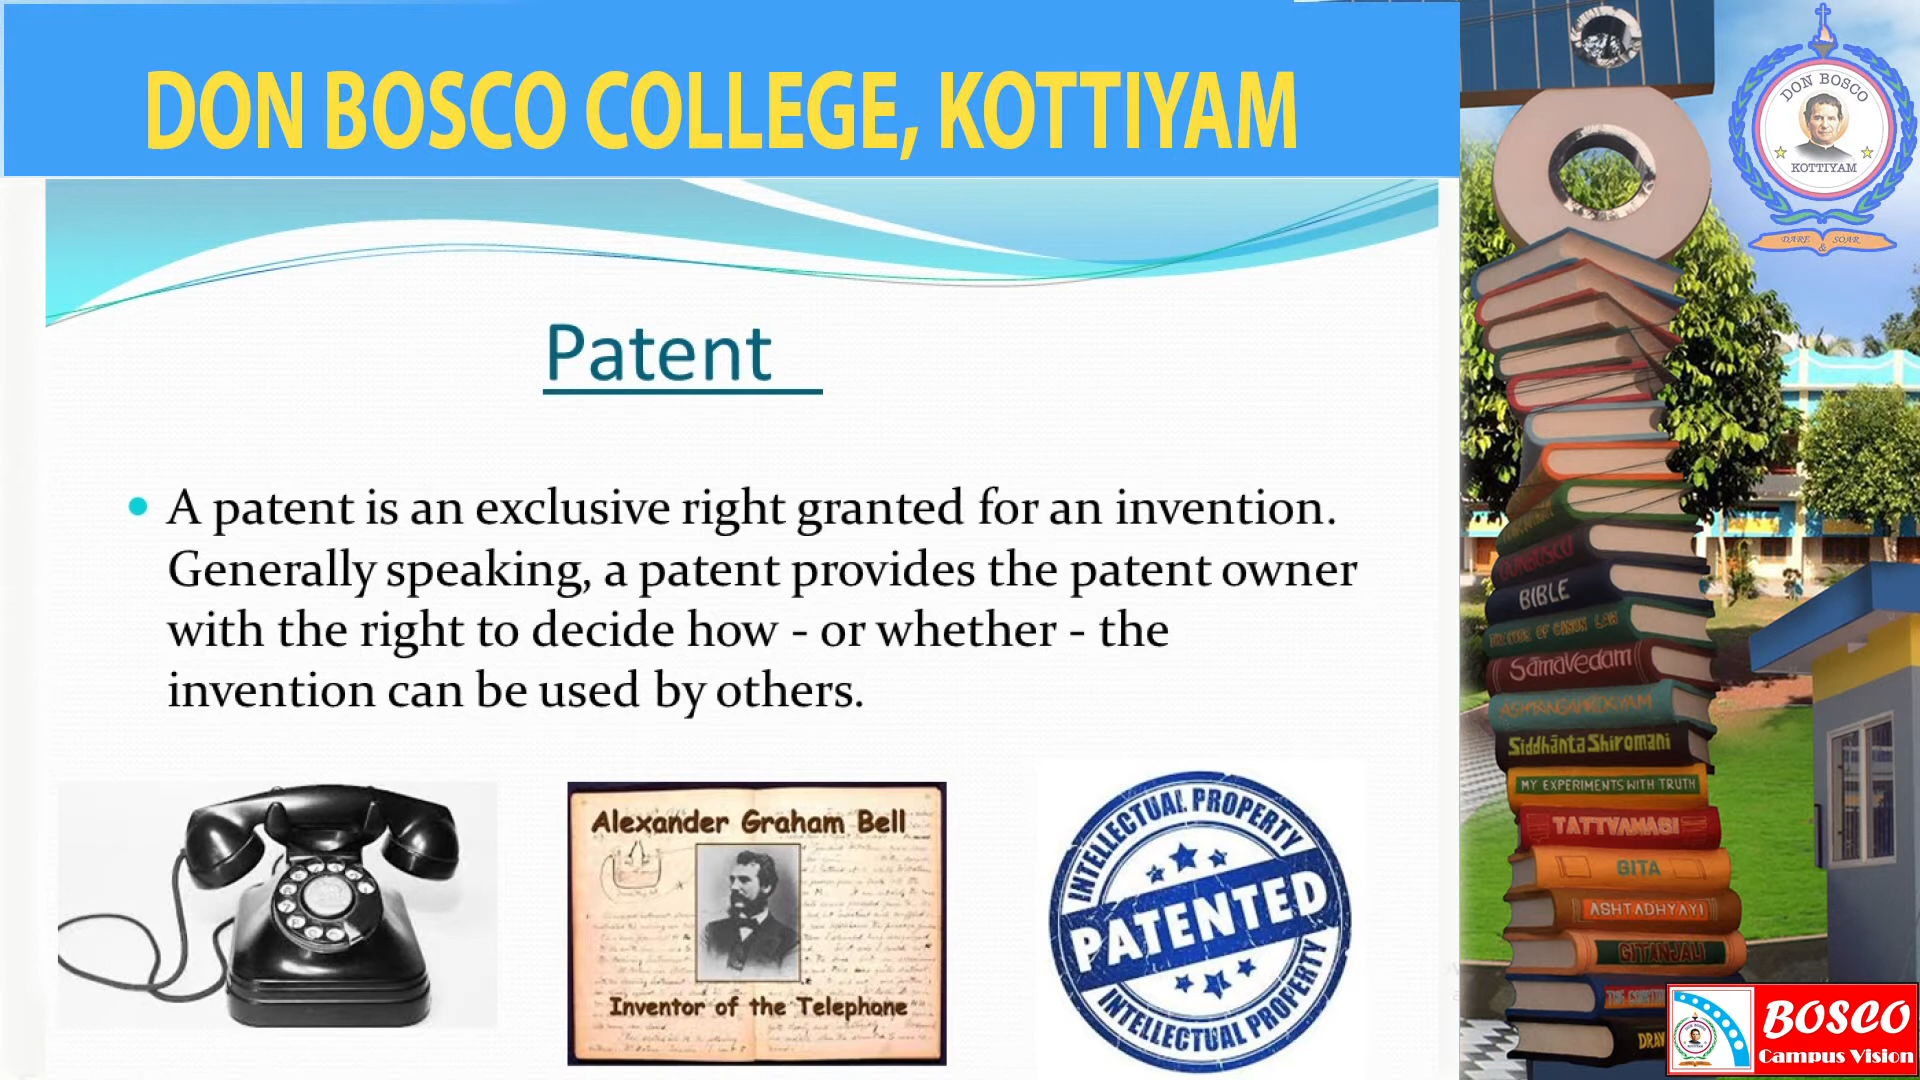 DON BOSCO COLLEGE, KOTTIYAM
Patent
A patent is an exclusive right granted for an invention.
Generally speaking, a patent provides the patent owner
with the right to decide how - or whether - the
invention can be used by others.
Alexander Graham Bell
Inventor of the Telephone
INTELLECTUAL PROPERTY
PATENTED
INTELLECTUAL PROPERTY
DON BOSCO
KOTTIYAM
DARE & SOAR
BIBLE
SāmaVedam
Siddhānta Shiromani
MY EXPERIMENTS WITH TRUTH
TATTVAMASI
GITA
ASHTADHYAYI
GITANJALI
BOSCO
Campus Vision